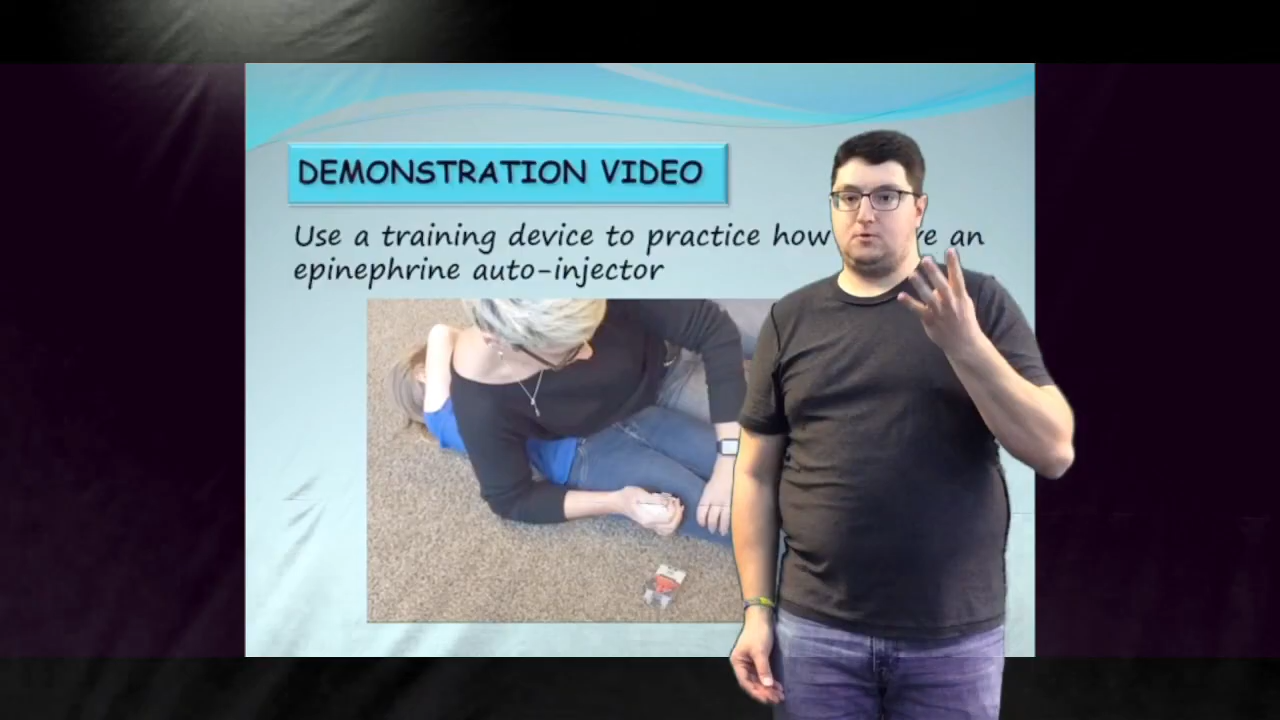 DEMONSTRATION VIDEO
Use a training device to practice how an
epinephrine auto-injector